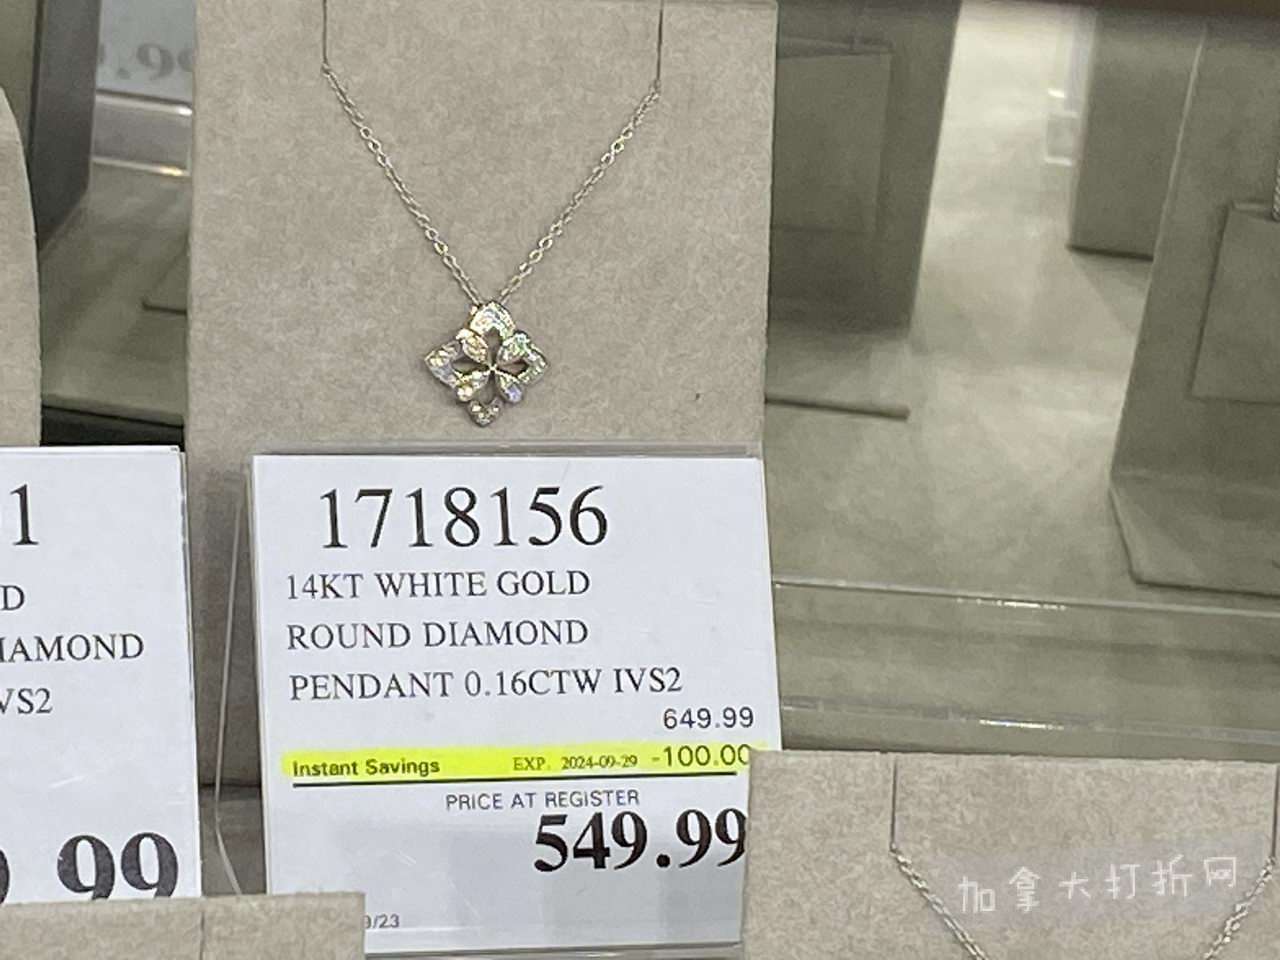 1718156
14KT WHITE GOLD
ROUND DIAMOND
PENDANT 0.16CTW IVS2
649.99
Instant Savings EXP. 2024-09-29 -100.00
PRICE AT REGISTER
549.99
/23
1
D
IAMOND
VS2
.99
加拿大打折网